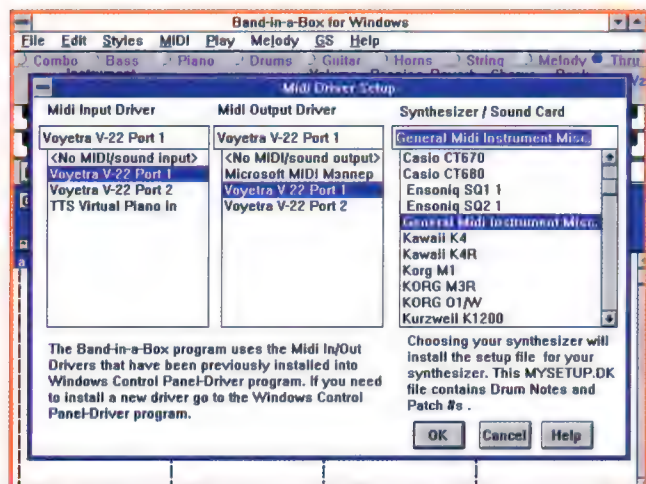 Band-in-a-Box for Windows
File Edit Styles MIDI Play Melody GS Help
Combo Bass Piano Drums Guitar Horns String Melody Thru
Midi Driver Setup
Midi Input Driver
Voyetra V-22 Port 1
<No MIDI/sound input>
Voyetra V-22 Port 1
Voyetra V-22 Port 2
TTS Virtual Piano in
Midi Output Driver
Voyetra V-22 Port 1
<No MIDI/sound output>
Microsoft MIDI Mannep
Voyetra V-22 Port 1
Voyetra V-22 Port 2
Synthesizer / Sound Card
General Midi Instrument Misc.
Casio CT670
Casio CT680
Ensoniq SQ1 1
Ensoniq SQ2 1
General Midi Instrument Misc.
Kawaii K4
Kawaii K4R
Korg M1
KORG M3R
KORG O1/W
Kurzweil K1200
The Band-in-a-Box program uses the Midi In/Out
Drivers that have been previously installed into
Windows Control Panel-Driver program. If you need
to install a new driver go to the Windows Control
Panel-Driver program.
Choosing your synthesizer will
install the setup file for your
synthesizer. This MYSETUP.DK
file contains Drum Notes and
Patch #s .
OK Cancel Help